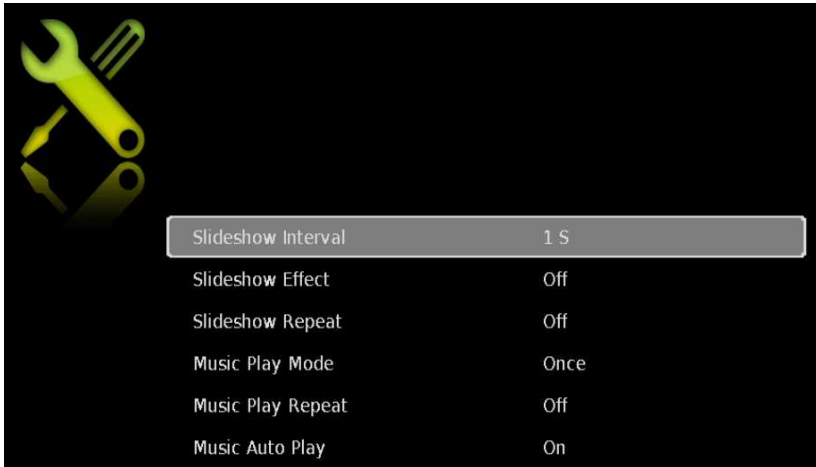 Slideshow Interval 1 S
Slideshow Effect Off
Slideshow Repeat Off
Music Play Mode Once
Music Play Repeat Off
Music Auto Play On